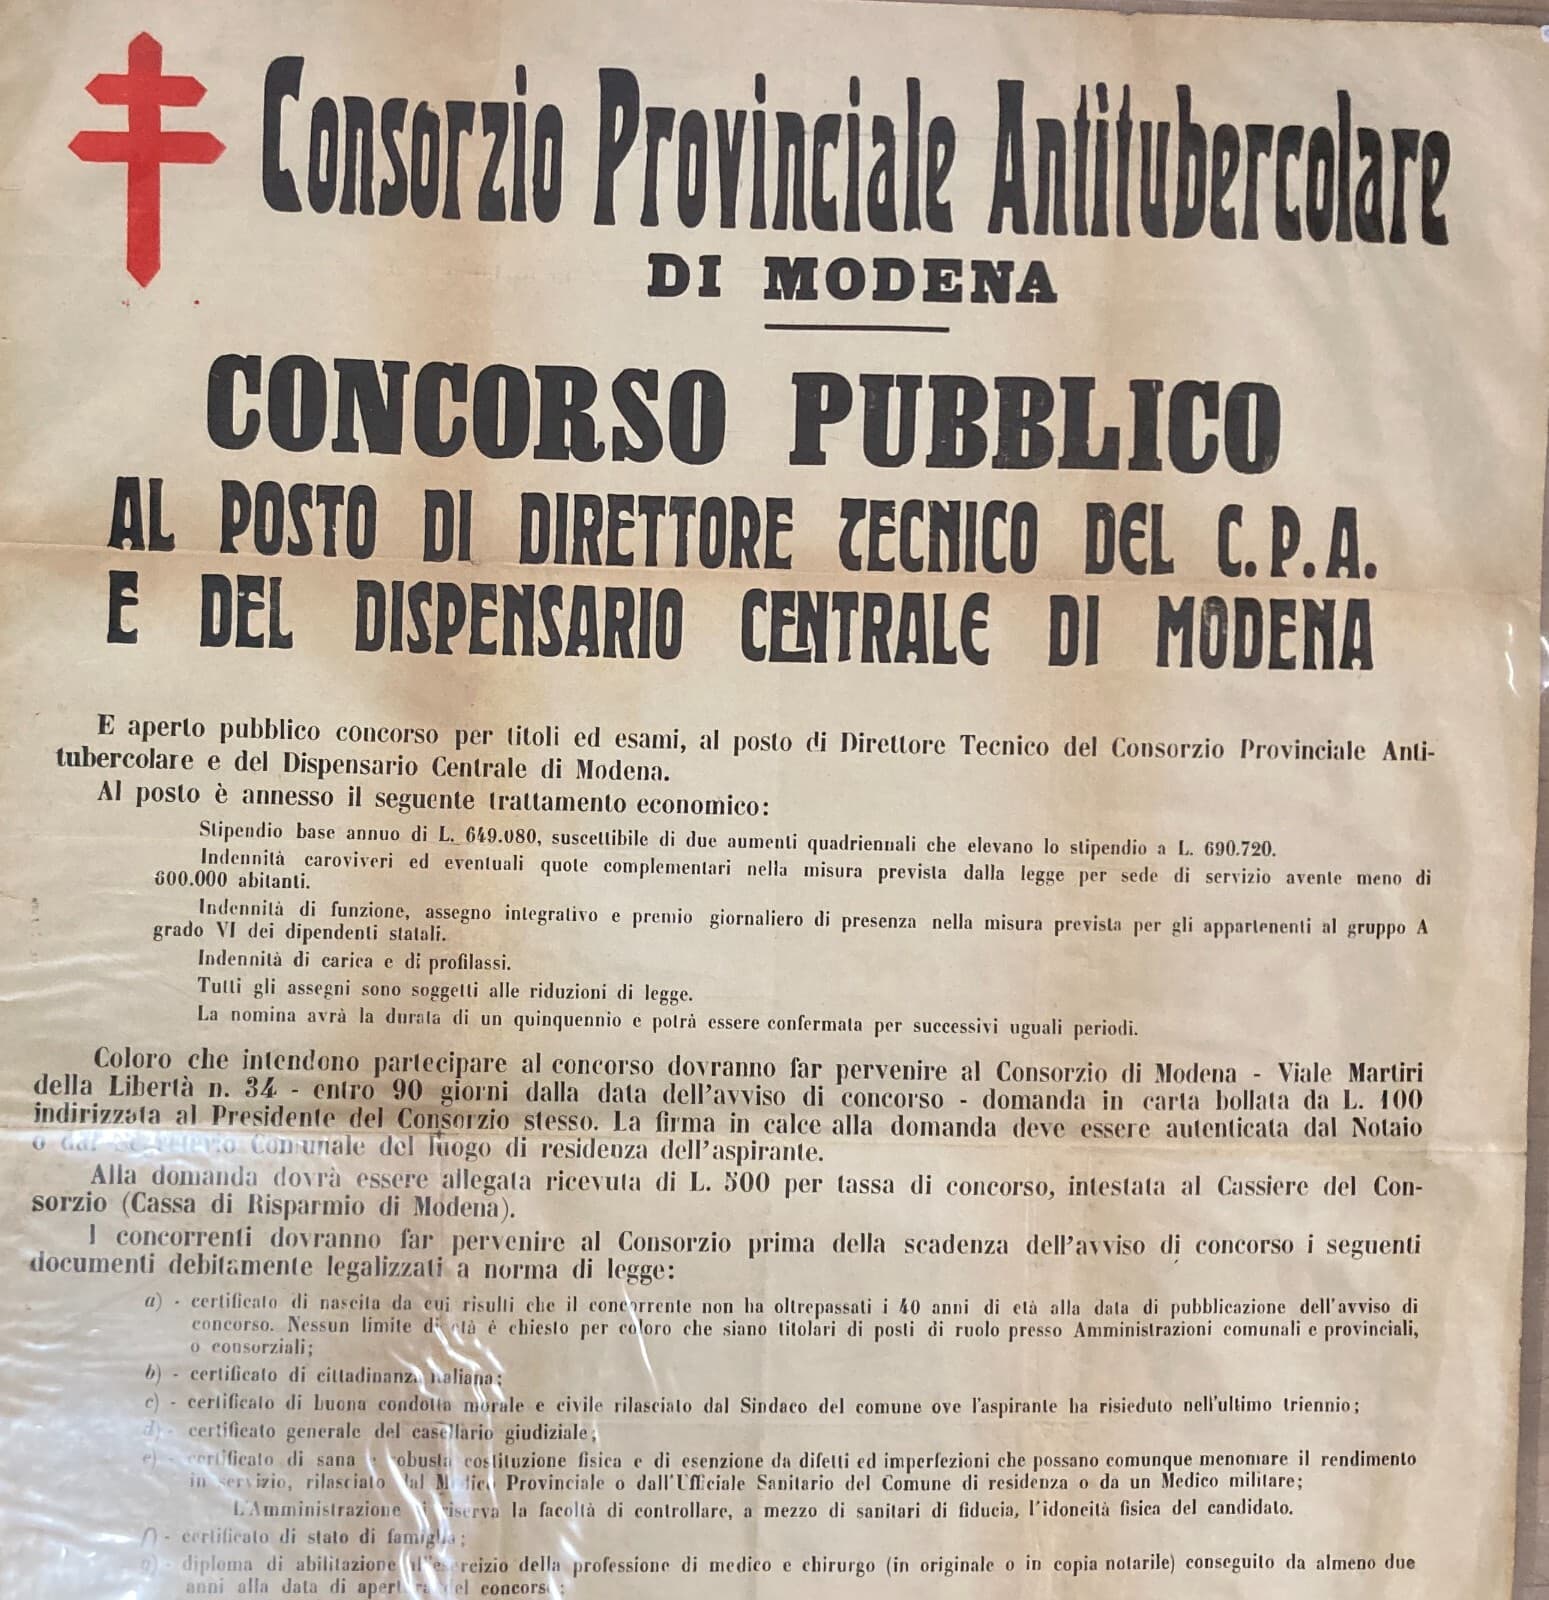 Consorzio Provinciale Antitubercolare
DI MODENA
CONCORSO PUBBLICO
AL POSTO DI DIRETTORE TECNICO DEL C.P.A.
E DEL DISPENSARIO CENTRALE DI MODENA
E aperto pubblico concorso per titoli ed esami, al posto di Direttore Tecnico del Consorzio Provinciale Anti-
tubercolare e del Dispensario Centrale di Modena.
Al posto è annesso il seguente trattamento economico:
Stipendio base annuo di L. 649.080, suscettibile di due aumenti quadriennali che elevano lo stipendio a L. 690.720.
Indennità caroviveri ed eventuali quote complementari nella misura prevista dalla legge per sede di servizio avente meno di
600.000 abitanti.
Indennità di funzione, assegno integrativo e premio giornaliero di presenza nella misura prevista per gli appartenenti al gruppo A
grado VI dei dipendenti statali.
Indennità di carica e di profilassi.
Tutti gli assegni sono soggetti alle riduzioni di legge.
La nomina avrà la durata di un quinquennio e potrà essere confermata per successivi uguali periodi.
Coloro che intendono partecipare al concorso dovranno far pervenire al Consorzio di Modena - Viale Martiri
della Libertà n. 34 - entro 90 giorni dalla data dell'avviso di concorso - domanda in carta bollata da L. 100
indirizzata al Presidente del Consorzio stesso. La firma in calce alla domanda deve essere autenticata dal Notaio
o dal Segretario Comunale del luogo di residenza dell'aspirante.
Alla domanda dovrà essere allegata ricevuta di L. 500 per tassa di concorso, intestata al Cassiere del Con-
sorzio (Cassa di Risparmio di Modena).
I concorrenti dovranno far pervenire al Consorzio prima della scadenza dell'avviso di concorso i seguenti
documenti debitamente legalizzati a norma di legge:
a) - certificato di nascita da cui risulti che il concorrente non ha oltrepassati i 40 anni di età alla data di pubblicazione dell'avviso di
concorso. Nessun limite di età é chiesto per coloro che siano titolari di posti di ruolo presso Amministrazioni comunali e provinciali,
o consorziali;
b) - certificato di cittadinanza italiana;
c) - certificato di buona condotta morale e civile rilasciato dal Sindaco del comune ove l'aspirante ha risieduto nell'ultimo triennio;
d) - certificato generale del casellario giudiziale;
e) - certificato di sana e robusta costituzione fisica e di esenzione da difetti ed imperfezioni che possano comunque menomare il rendimento
in servizio, rilasciato dal Medico Provinciale o dall'Ufficiale Sanitario del Comune di residenza o da un Medico militare;
L'Amministrazione si riserva la facoltà di controllare, a mezzo di sanitari di fiducia, l'idoneità fisica del candidato.
f) - certificato di stato di famiglia;
g) - diploma di abilitazione all'esercizio della professione di medico e chirurgo (in originale o in copia notarile) conseguito da almeno due
anni alla data di apertura del concorso;